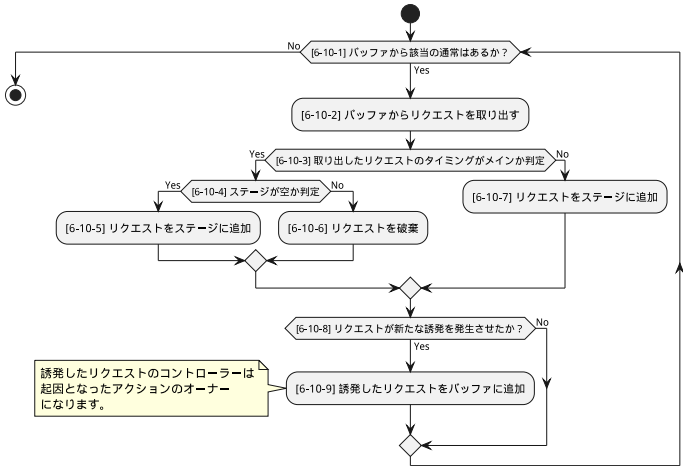 No
[6-10-1] バッファから該当の通常はあるか？
Yes
[6-10-2] バッファからリクエストを取り出す
Yes
[6-10-3] 取り出したリクエストのタイミングがメインか判定
No
Yes
[6-10-4] ステージが空か判定
No
[6-10-7] リクエストをステージに追加
[6-10-5] リクエストをステージに追加
[6-10-6] リクエストを破棄
[6-10-8] リクエストが新たな誘発を発生させたか？
No
Yes
誘発したリクエストのコントローラーは
起因となったアクションのオーナー
になります。
[6-10-9] 誘発したリクエストをバッファに追加